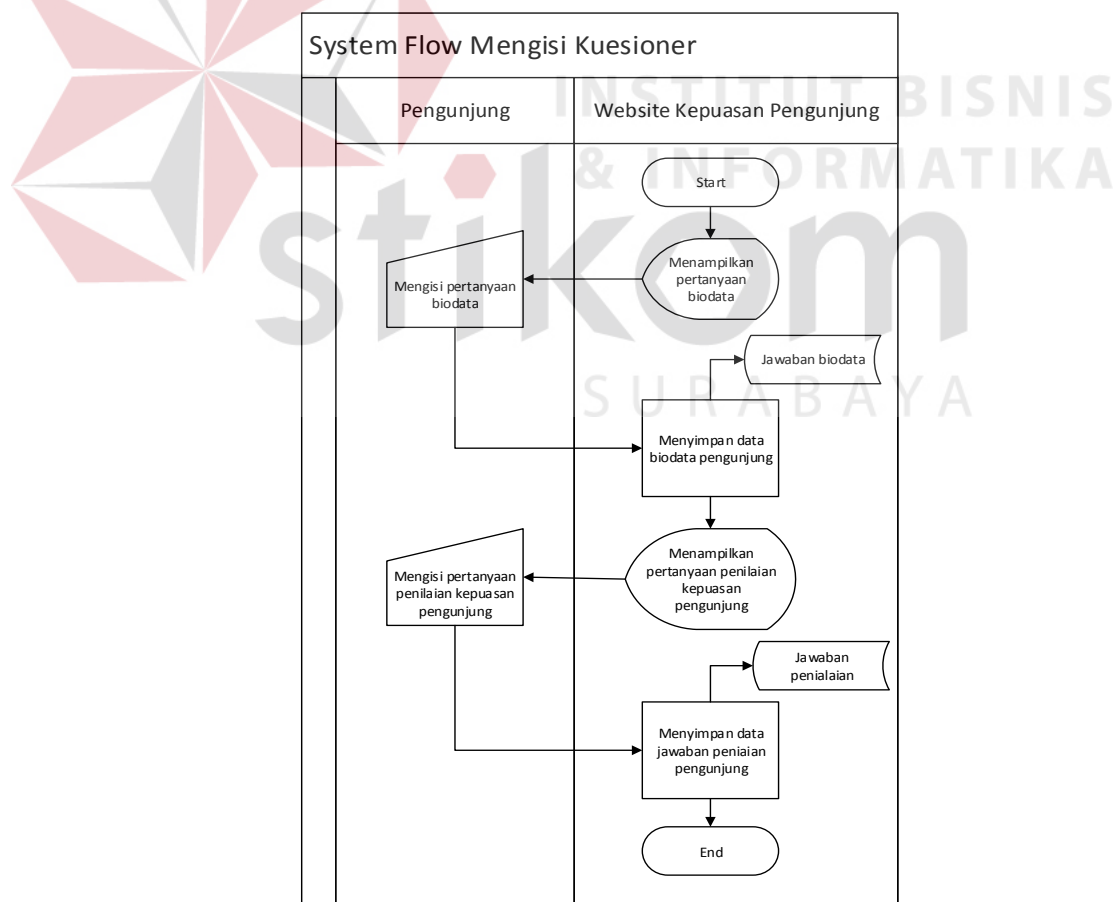 System Flow Mengisi Kuesioner
Pengunjung
Website Kepuasan Pengunjung
INSTITUT BISNIS
& INFORMATIKA
stikom
SURABAYA
Start
Menampilkan
pertanyaan
biodata
Mengisi pertanyaan
biodata
Jawaban biodata
Menyimpan data
biodata pengunjung
Menampilkan
pertanyaan penilaian
kepuasan
pengunjung
Mengisi pertanyaan
penilaian kepuasan
pengunjung
Jawaban
penialaian
Menyimpan data
jawaban peniaian
pengunjung
End